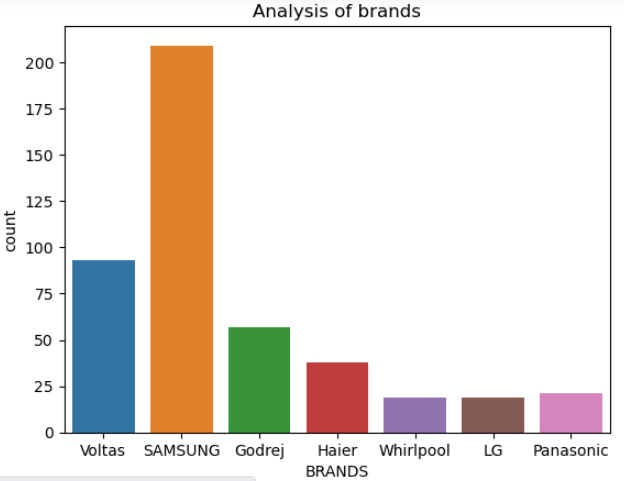 Analysis of brands
count
200
175
150
125
100
75
50
25
0
Voltas SAMSUNG Godrej Haier Whirlpool LG Panasonic
BRANDS